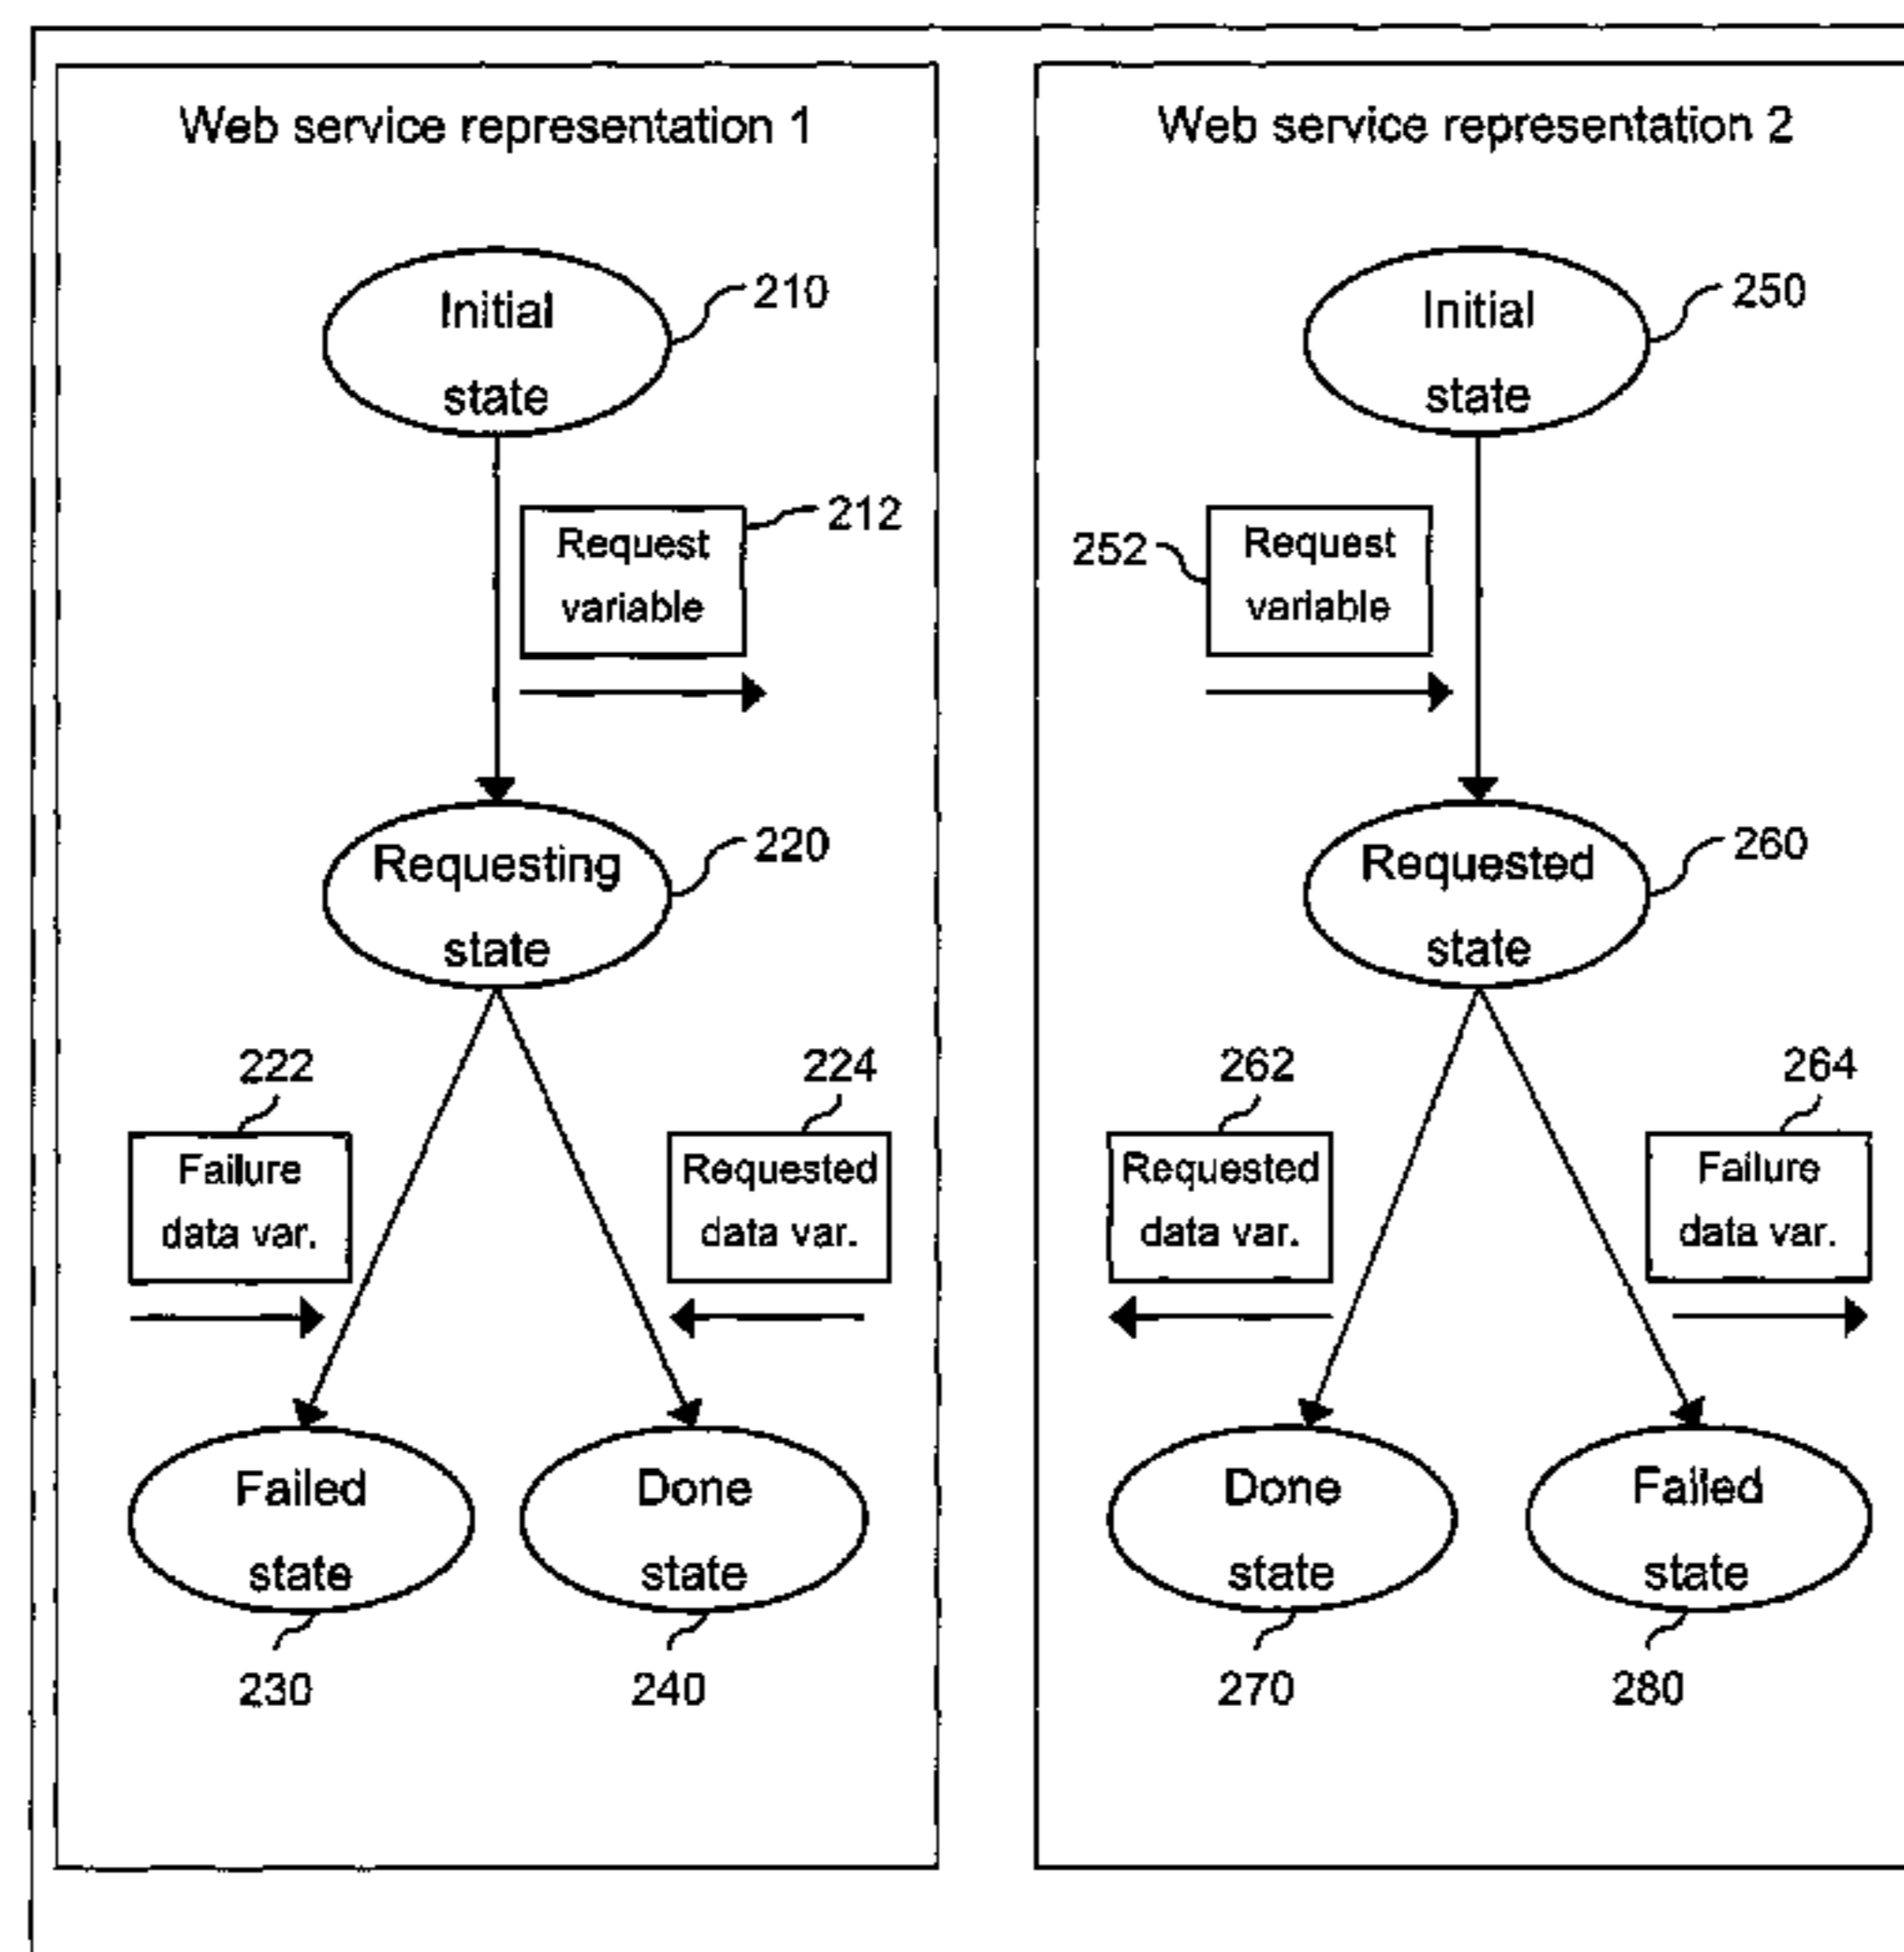 Web service representation 1
Initial
state
210
Request
variable
212
Requesting
state
220
222
Failure
data var.
224
Requested
data var.
Failed
state
230
Done
state
240
Web service representation 2
Initial
state
250
252
Request
variable
Requested
state
260
262
Requested
data var.
264
Failure
data var.
Done
state
270
Failed
state
280